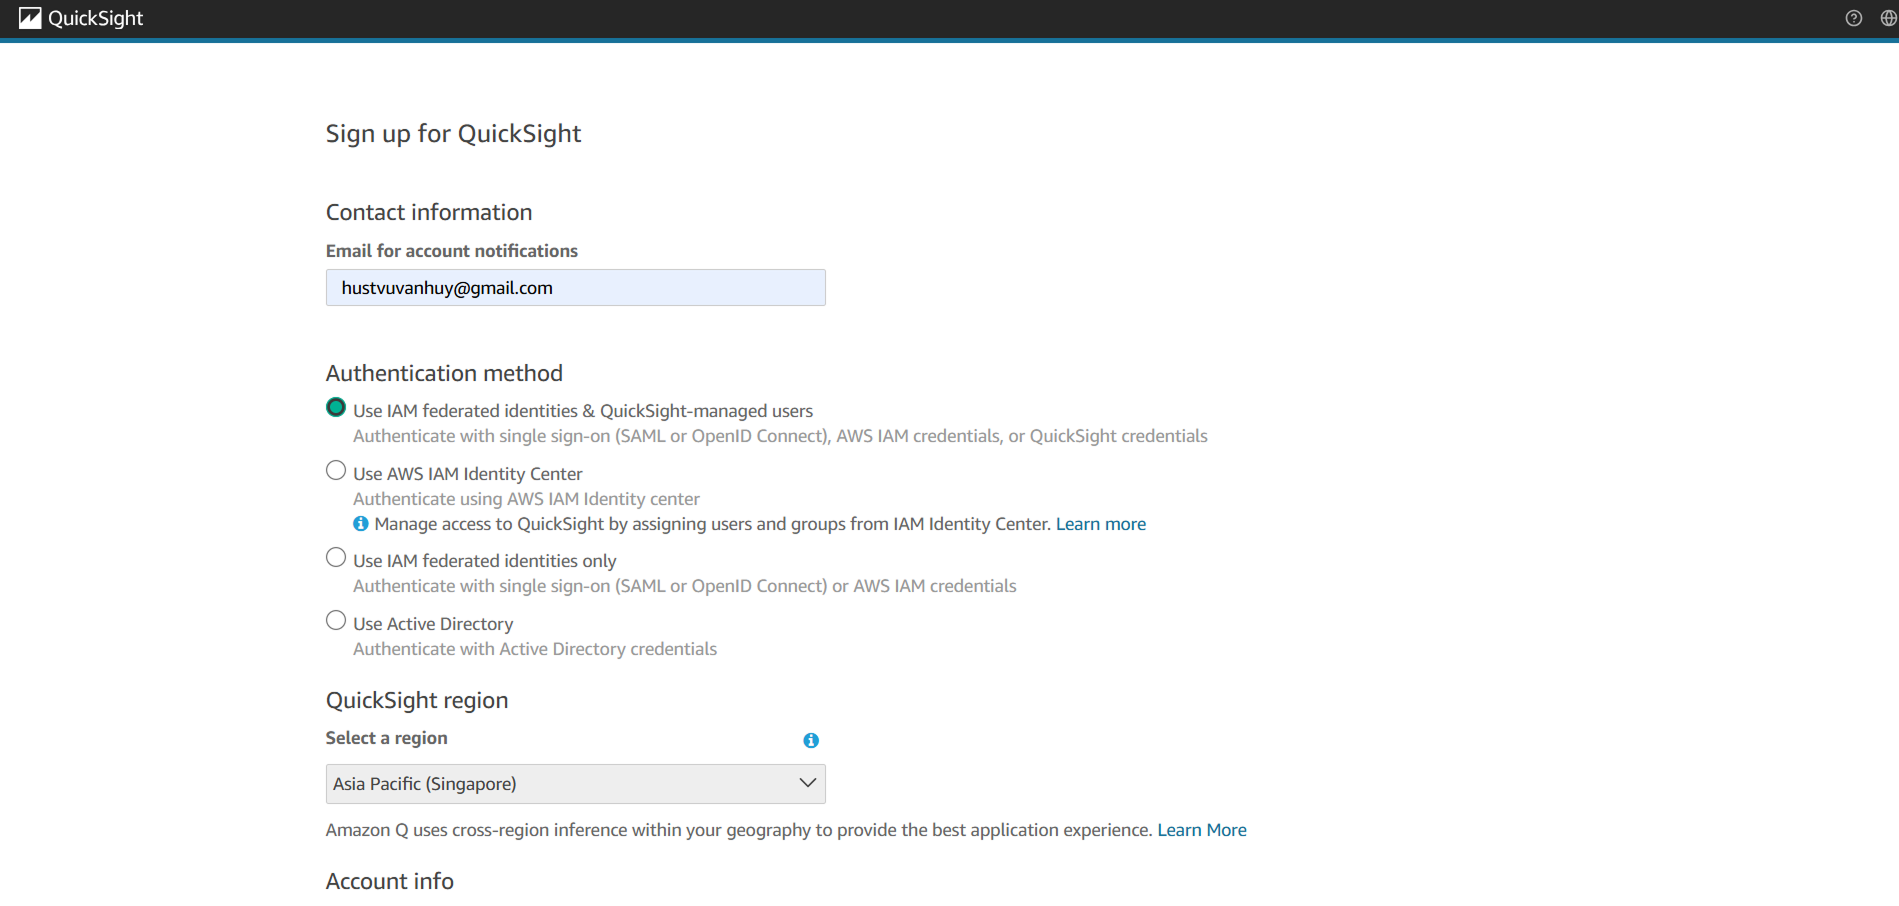 QuickSight
Sign up for QuickSight
Contact information
Email for account notifications
hustvuvanhuy@gmail.com
Authentication method
Use IAM federated identities & QuickSight-managed users
Authenticate with single sign-on (SAML or OpenID Connect), AWS IAM credentials, or QuickSight credentials
Use AWS IAM Identity Center
Authenticate using AWS IAM Identity center
Manage access to QuickSight by assigning users and groups from IAM Identity Center. Learn more
Use IAM federated identities only
Authenticate with single sign-on (SAML or OpenID Connect) or AWS IAM credentials
Use Active Directory
Authenticate with Active Directory credentials
QuickSight region
Select a region
Asia Pacific (Singapore)
Amazon Q uses cross-region inference within your geography to provide the best application experience. Learn More
Account info